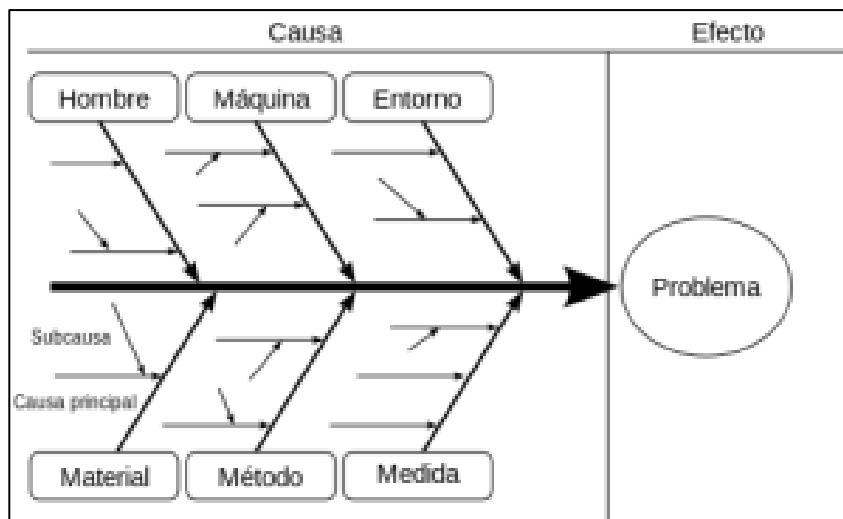 Causa
Efecto
Hombre
Máquina
Entorno
Problema
Subcausa
Causa principal
Material
Método
Medida